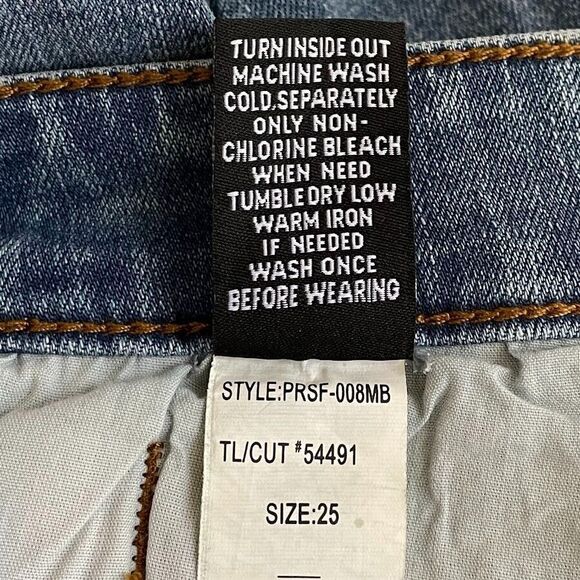 TURN INSIDE OUT
MACHINE WASH
COLD,SEPARATELY
ONLY NON-
CHLORINE BLEACH
WHEN NEED
TUMBLE DRY LOW
WARM IRON
IF NEEDED
WASH ONCE
BEFORE WEARING
STYLE:PRSF-008MB
TL/CUT #54491
SIZE:25